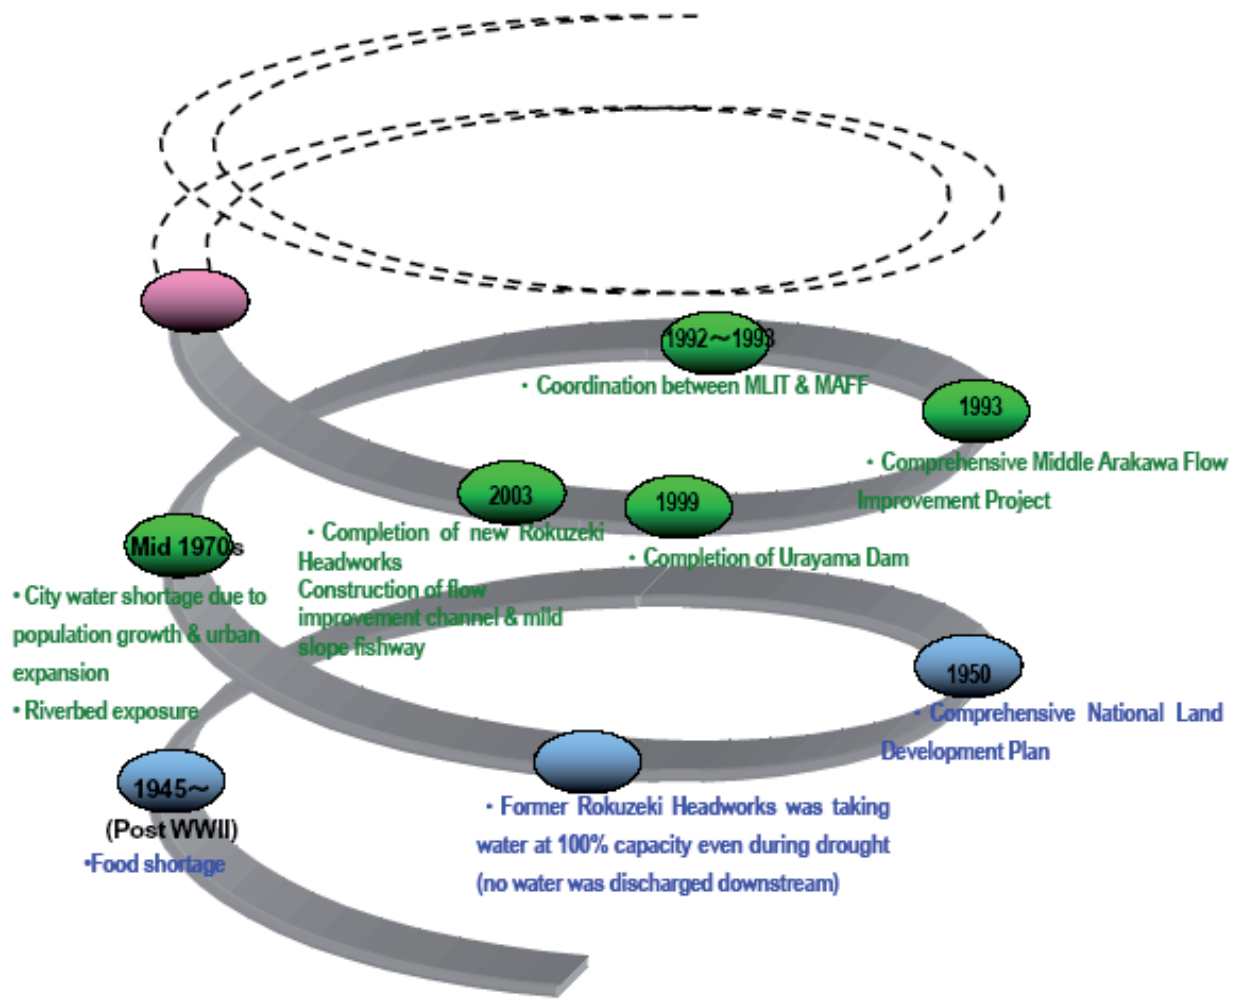 1992～1993
・ Coordination between MLIT & MAFF
1993
・ Comprehensive Middle Arakawa Flow
Improvement Project
2003
・ Completion of new Rokuzeki
Headworks
Construction of flow
improvement channel & mild
slope fishway
1999
・ Completion of Urayama Dam
Mid 1970s
・City water shortage due to
population growth & urban
expansion
・Riverbed exposure
1950
・ Comprehensive National Land
Development Plan
1945～
(Post WWII)
・Food shortage
・ Former Rokuzeki Headworks was taking
water at 100% capacity even during drought
(no water was discharged downstream)